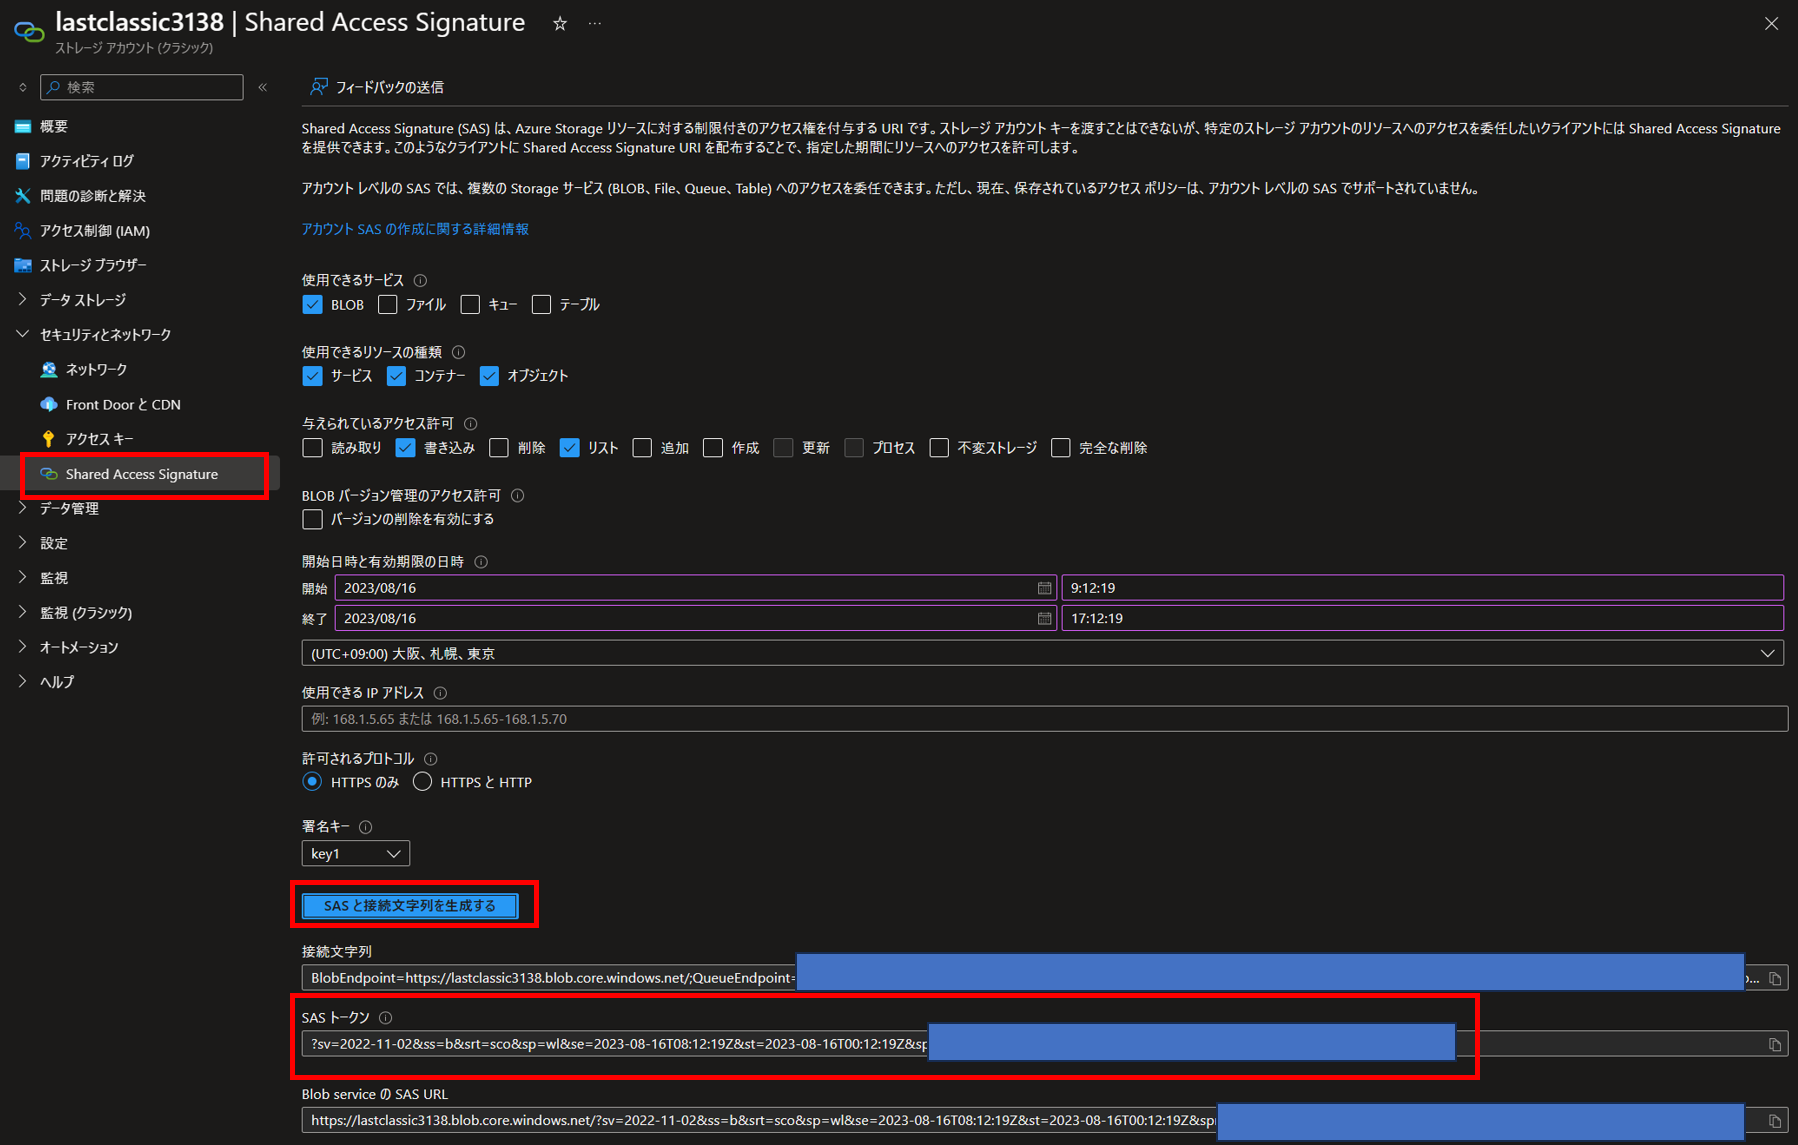 lastclassic3138 | Shared Access Signature
ストレージ アカウント (クラシック)
検索
概要
アクティビティ ログ
問題の診断と解決
アクセス制御 (IAM)
ストレージ ブラウザー
データ ストレージ
セキュリティとネットワーク
ネットワーク
Front Door と CDN
アクセス キー
Shared Access Signature
データ管理
設定
監視
監視 (クラシック)
オートメーション
ヘルプ
フィードバックの送信
Shared Access Signature (SAS) は、Azure Storage リソースに対する制限付きのアクセス権を付与する URI です。ストレージ アカウント キーを渡すことはできないが、特定のストレージ アカウントのリソースへのアクセスを委任したいクライアントには Shared Access Signature
を提供できます。このようなクライアントに Shared Access Signature URI を配布することで、指定した期間にリソースへのアクセスを許可します。
アカウント レベルの SAS では、複数の Storage サービス (BLOB、File、Queue、Table) へのアクセスを委任できます。ただし、現在、保存されているアクセス ポリシーは、アカウント レベルの SAS でサポートされていません。
アカウント SAS の作成に関する詳細情報
使用できるサービス
BLOB ファイル キュー テーブル
使用できるリソースの種類
サービス コンテナー オブジェクト
与えられているアクセス許可
読み取り 書き込み 削除 リスト 追加 作成 更新 プロセス 不変ストレージ 完全な削除
BLOB バージョン管理のアクセス許可
バージョンの削除を有効にする
開始日時と有効期限の日時
開始 2023/08/16 9:12:19
終了 2023/08/16 17:12:19
(UTC+09:00) 大阪、札幌、東京
使用できる IP アドレス
例: 168.1.5.65 または 168.1.5.65-168.1.5.70
許可されるプロトコル
HTTPS のみ HTTPS と HTTP
署名キー
key1
SAS と接続文字列を生成する
接続文字列
BlobEndpoint=https://lastclassic3138.blob.core.windows.net/;QueueEndpoint=
SAS トークン
?sv=2022-11-02&ss=b&srt=sco&sp=wl&se=2023-08-16T08:12:19Z&st=2023-08-16T00:12:19Z&sp
Blob service の SAS URL
https://lastclassic3138.blob.core.windows.net/?sv=2022-11-02&ss=b&srt=sco&sp=wl&se=2023-08-16T08:12:19Z&st=2023-08-16T00:12:19Z&sp